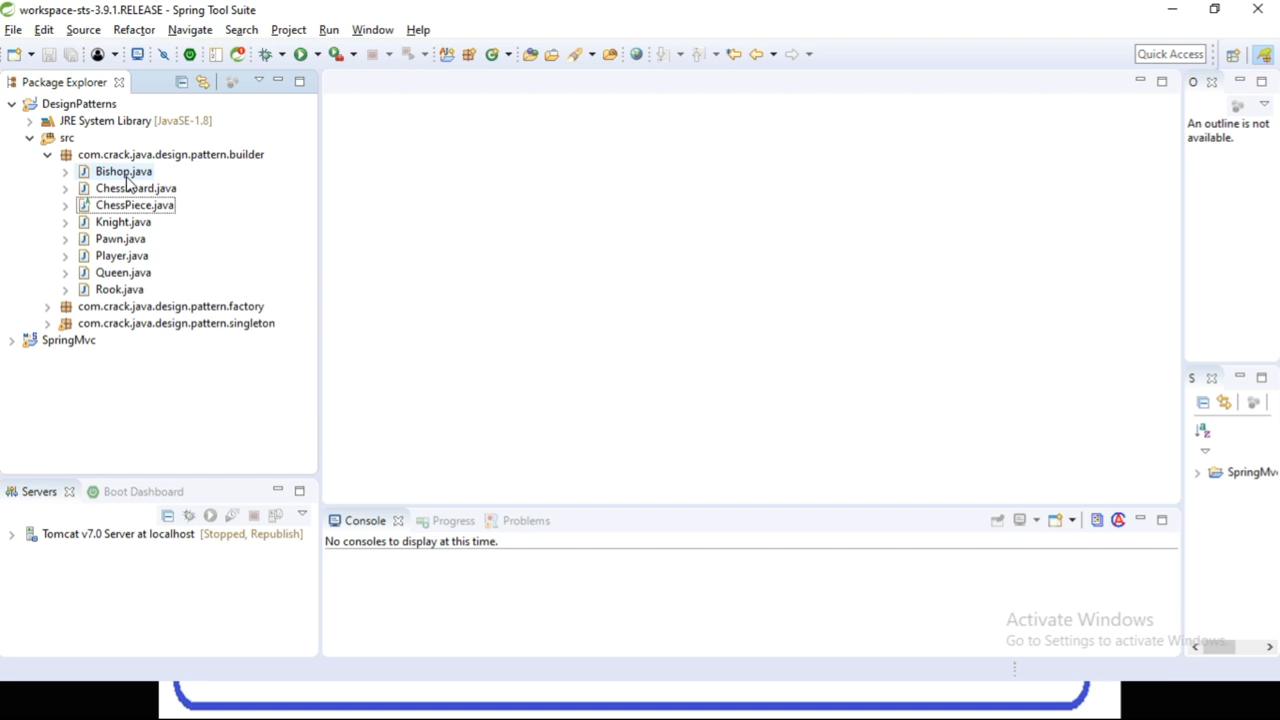 workspace-sts-3.9.1.RELEASE - Spring Tool Suite
File Edit Source Refactor Navigate Search Project Run Window Help
Quick Access
Package Explorer
DesignPatterns
JRE System Library [JavaSE-1.8]
src
com.crack.java.design.pattern.builder
Bishop.java
ChessBoard.java
ChessPiece.java
Knight.java
Pawn.java
Player.java
Queen.java
Rook.java
com.crack.java.design.pattern.factory
com.crack.java.design.pattern.singleton
SpringMvc
O
An outline is not
available.
S
SpringMv
Servers Boot Dashboard
Tomcat v7.0 Server at localhost [Stopped, Republish]
Console Progress Problems
No consoles to display at this time.
Activate Windows
Go to Settings to activate Windows.